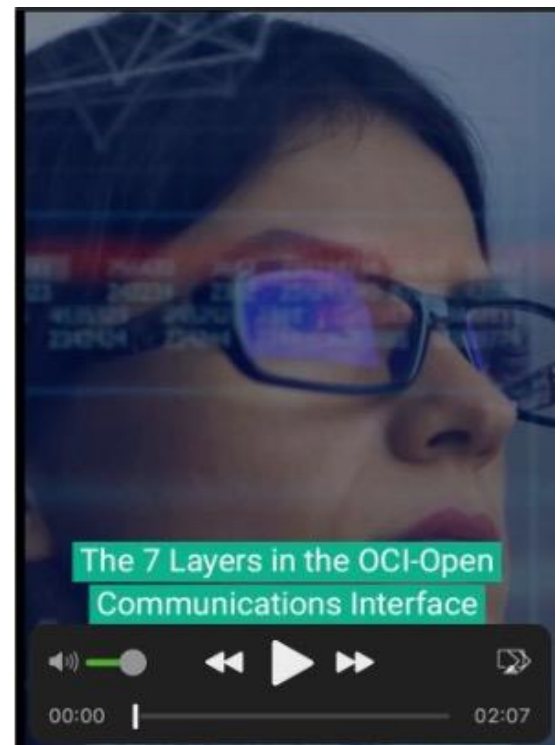 The 7 Layers in the OCI-Open
Communications Interface
00:00
02:07